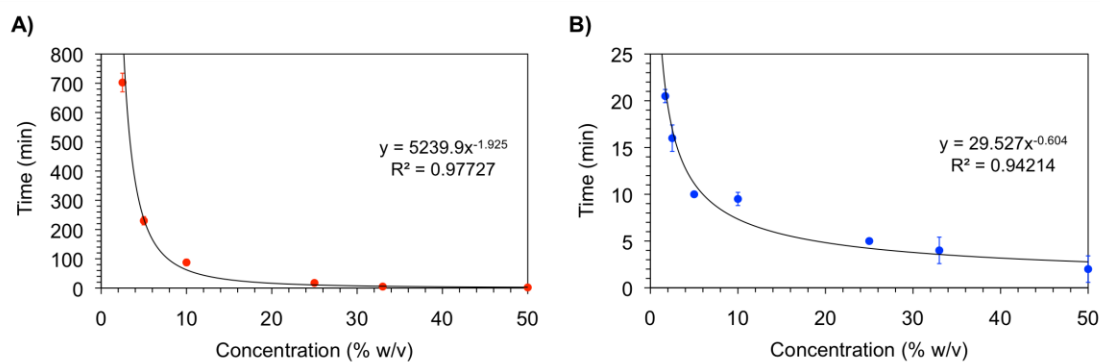 A)
800
700
600
500
400
300
200
100
0
Time (min)
y = 5239.9x^-1.925
R² = 0.97727
0 10 20 30 40 50
Concentration (% w/v)
B)
25
20
15
10
5
0
Time (min)
y = 29.527x^-0.604
R² = 0.94214
0 10 20 30 40 50
Concentration (% w/v)